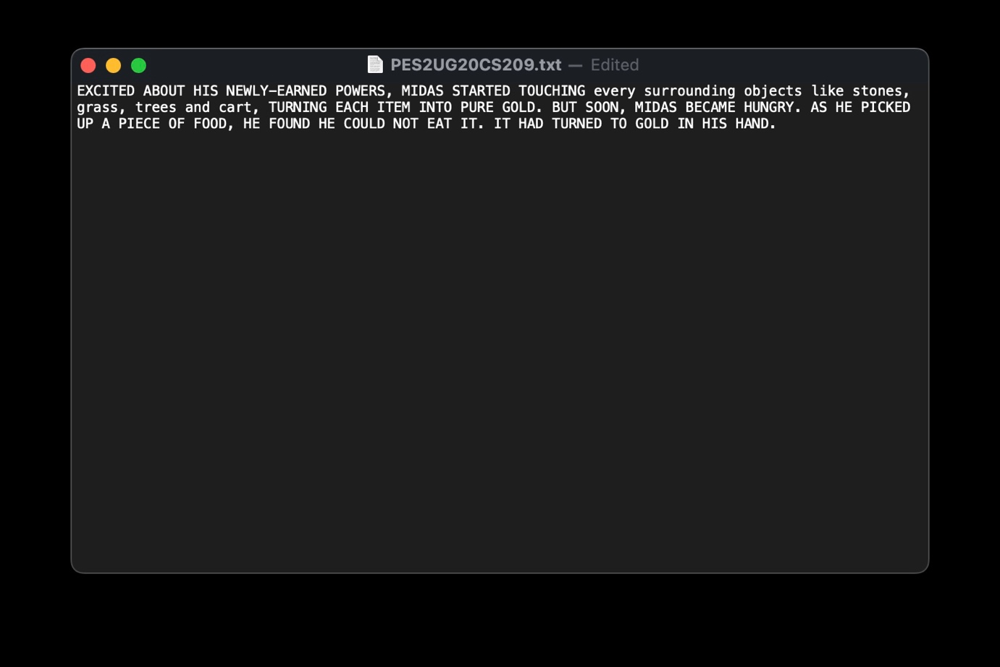 PES2UG20CS209.txt — Edited
EXCITED ABOUT HIS NEWLY-EARNED POWERS, MIDAS STARTED TOUCHING every surrounding objects like stones,
grass, trees and cart, TURNING EACH ITEM INTO PURE GOLD. BUT SOON, MIDAS BECAME HUNGRY. AS HE PICKED
UP A PIECE OF FOOD, HE FOUND HE COULD NOT EAT IT. IT HAD TURNED TO GOLD IN HIS HAND.